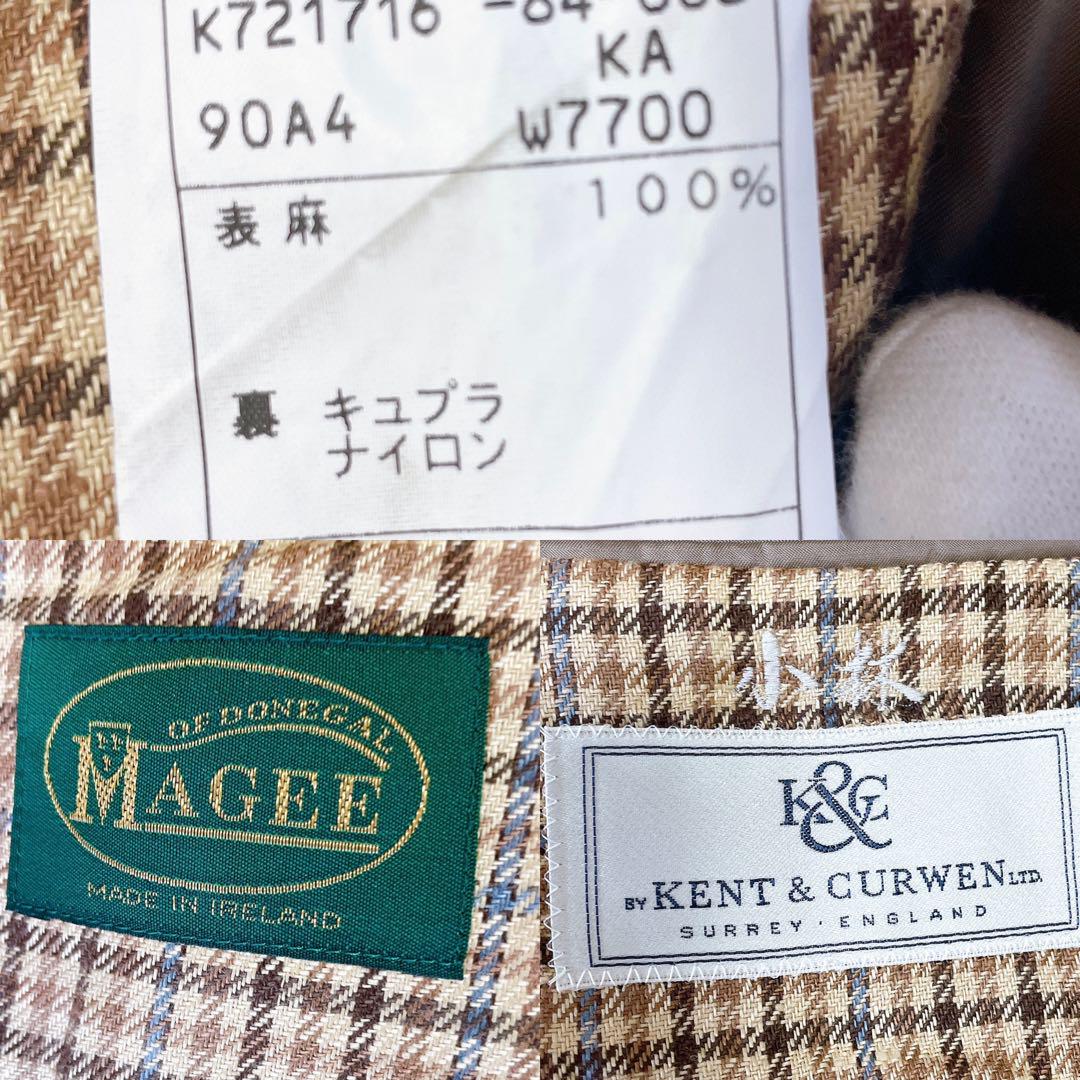 K721716
KA
90A4 W7700
表 麻 100%
裏 キュプラ
ナイロン
OF DONEGAL
MAGEE
MADE IN IRELAND
小林
K&C
BY KENT & CURWEN LTD.
SURREY · ENGLAND